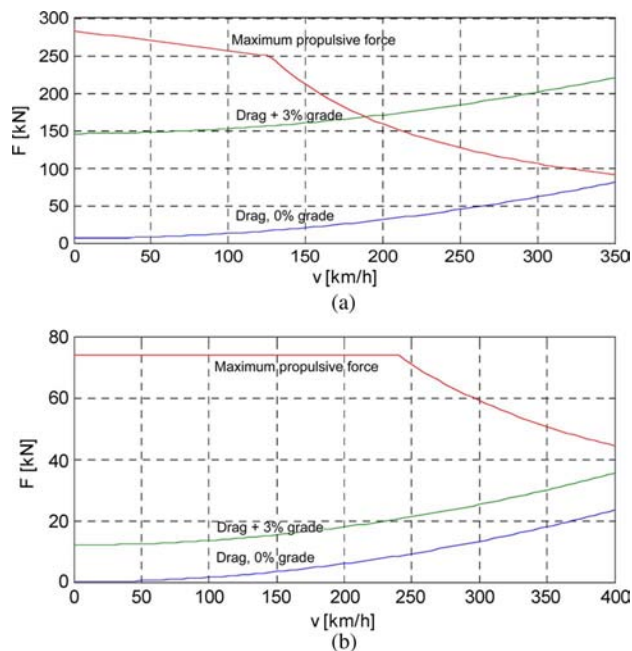 300
250
200
150
100
50
0
F [kN]
Maximum propulsive force
Drag + 3% grade
Drag, 0% grade
0 50 100 150 200 250 300 350
v [km/h]
(a)
80
60
40
20
0
F [kN]
Maximum propulsive force
Drag + 3% grade
Drag, 0% grade
0 50 100 150 200 250 300 350 400
v [km/h]
(b)